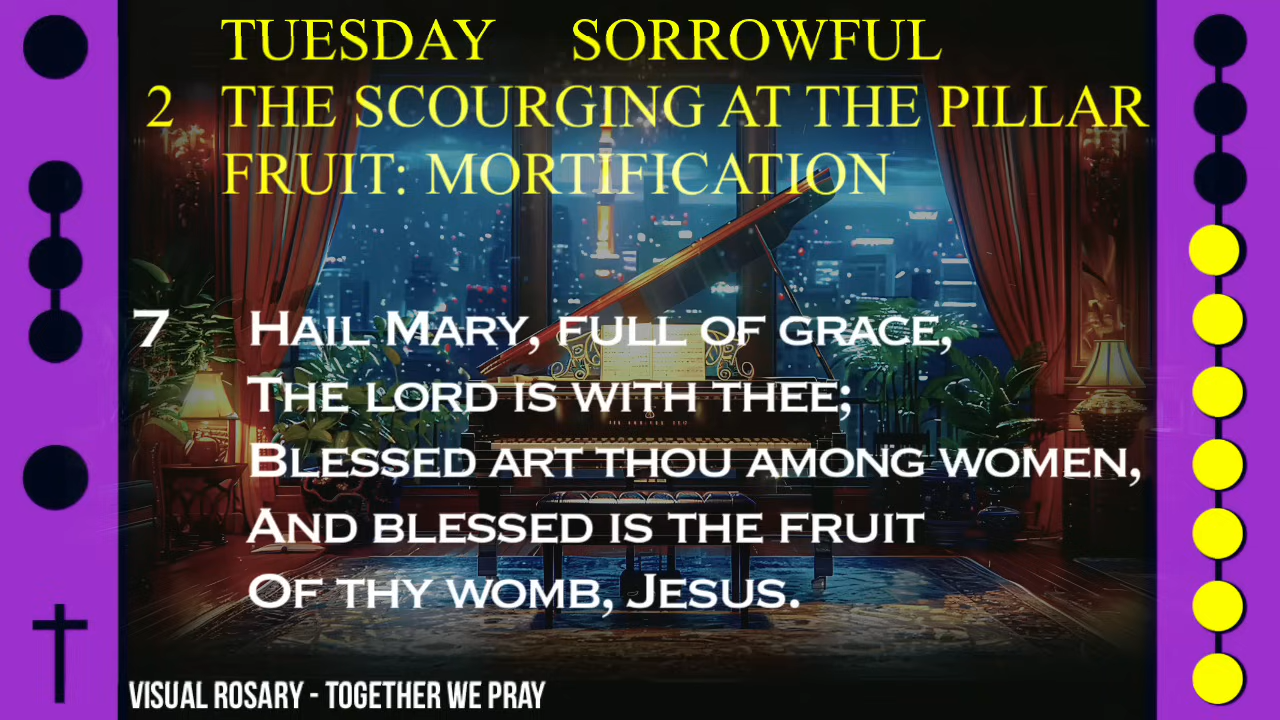 TUESDAY SORROWFUL
2 THE SCOURGING AT THE PILLAR
FRUIT: MORTIFICATION
7 HAIL MARY, FULL OF GRACE,
THE LORD IS WITH THEE;
BLESSED ART THOU AMONG WOMEN,
AND BLESSED IS THE FRUIT
OF THY WOMB, JESUS.
VISUAL ROSARY - TOGETHER WE PRAY